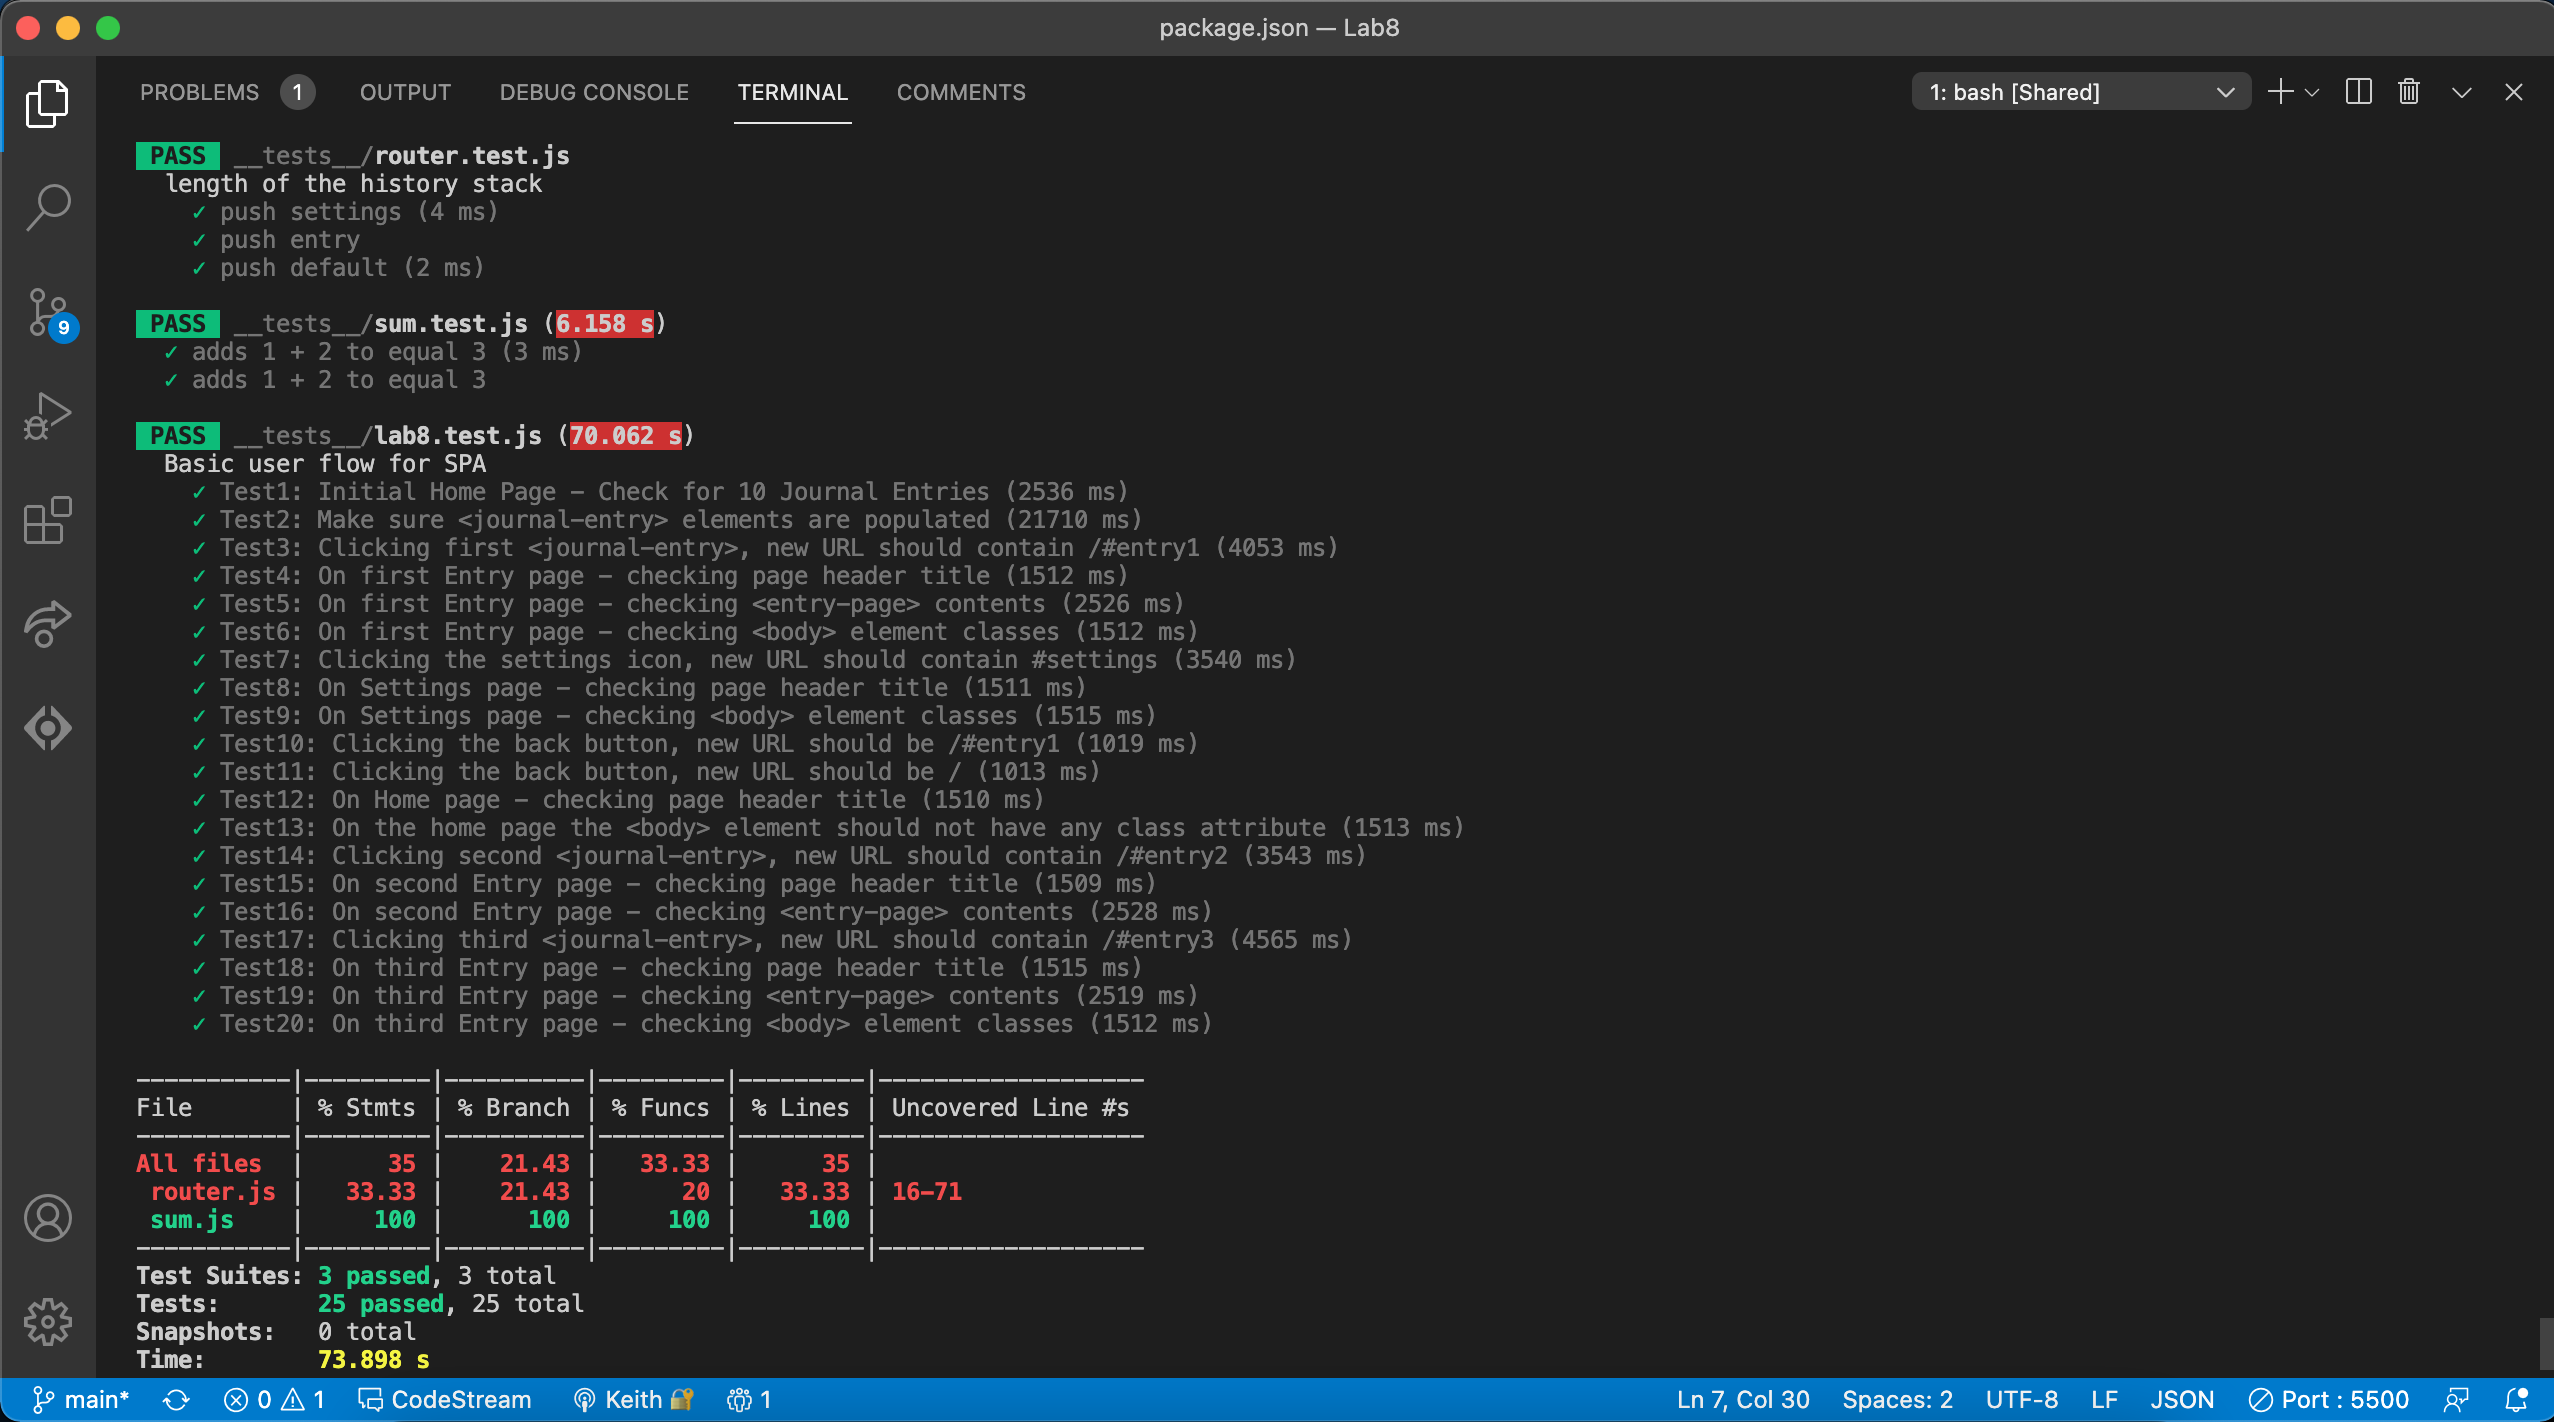 package.json — Lab8
PROBLEMS 1 OUTPUT DEBUG CONSOLE TERMINAL COMMENTS 1: bash [Shared]
PASS __tests__/router.test.js
length of the history stack
✓ push settings (4 ms)
✓ push entry
✓ push default (2 ms)
PASS __tests__/sum.test.js (6.158 s)
✓ adds 1 + 2 to equal 3 (3 ms)
✓ adds 1 + 2 to equal 3
PASS __tests__/lab8.test.js (70.062 s)
Basic user flow for SPA
✓ Test1: Initial Home Page - Check for 10 Journal Entries (2536 ms)
✓ Test2: Make sure <journal-entry> elements are populated (21710 ms)
✓ Test3: Clicking first <journal-entry>, new URL should contain /#entry1 (4053 ms)
✓ Test4: On first Entry page - checking page header title (1512 ms)
✓ Test5: On first Entry page - checking <entry-page> contents (2526 ms)
✓ Test6: On first Entry page - checking <body> element classes (1512 ms)
✓ Test7: Clicking the settings icon, new URL should contain #settings (3540 ms)
✓ Test8: On Settings page - checking page header title (1511 ms)
✓ Test9: On Settings page - checking <body> element classes (1515 ms)
✓ Test10: Clicking the back button, new URL should be /#entry1 (1019 ms)
✓ Test11: Clicking the back button, new URL should be / (1013 ms)
✓ Test12: On Home page - checking page header title (1510 ms)
✓ Test13: On the home page the <body> element should not have any class attribute (1513 ms)
✓ Test14: Clicking second <journal-entry>, new URL should contain /#entry2 (3543 ms)
✓ Test15: On second Entry page - checking page header title (1509 ms)
✓ Test16: On second Entry page - checking <entry-page> contents (2528 ms)
✓ Test17: Clicking third <journal-entry>, new URL should contain /#entry3 (4565 ms)
✓ Test18: On third Entry page - checking page header title (1515 ms)
✓ Test19: On third Entry page - checking <entry-page> contents (2519 ms)
✓ Test20: On third Entry page - checking <body> element classes (1512 ms)
-----------|---------|----------|---------|---------|-------------------
File | % Stmts | % Branch | % Funcs | % Lines | Uncovered Line #s
-----------|---------|----------|---------|---------|-------------------
All files | 35 | 21.43 | 33.33 | 35 |
router.js | 33.33 | 21.43 | 20 | 33.33 | 16-71
sum.js | 100 | 100 | 100 | 100 |
-----------|---------|----------|---------|---------|-------------------
Test Suites: 3 passed, 3 total
Tests: 25 passed, 25 total
Snapshots: 0 total
Time: 73.898 s
9
main* 0 1 CodeStream Keith 1 Ln 7, Col 30 Spaces: 2 UTF-8 LF JSON Port : 5500